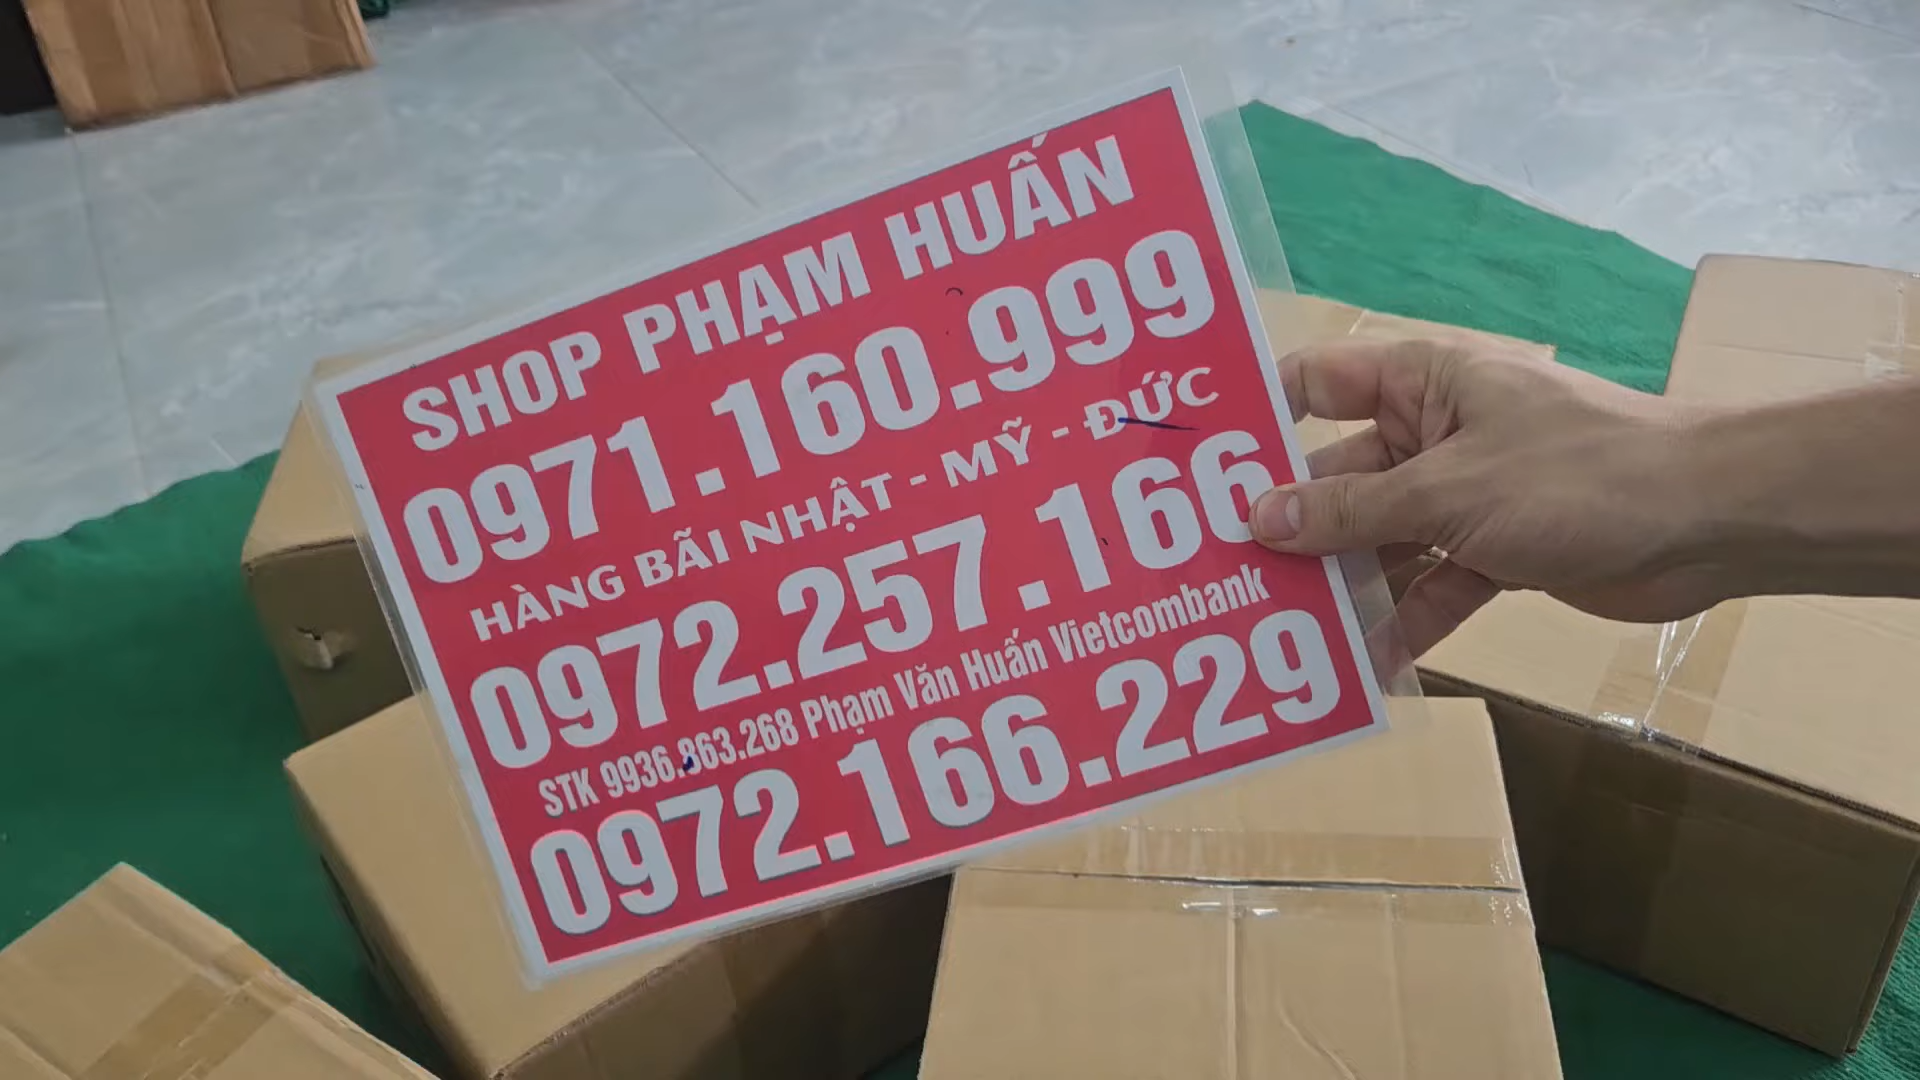 SHOP PHẠM HUẤN
0971.160.999
HÀNG BÃI NHẬT - MỸ - ĐỨC
0972.257.166
STK 9936.863.268 Phạm Văn Huấn Vietcombank
0972.166.229